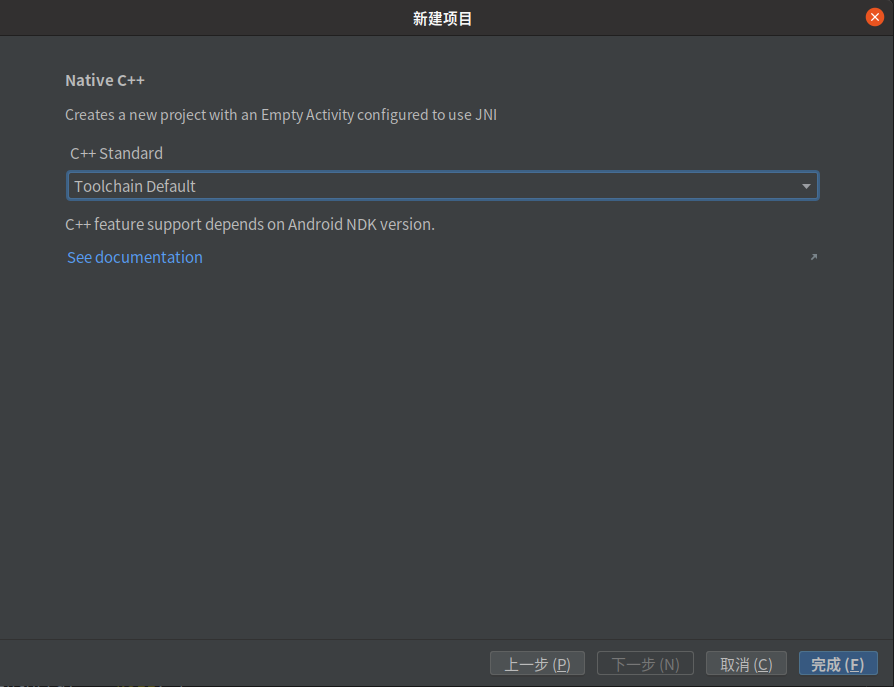 新建项目
Native C++
Creates a new project with an Empty Activity configured to use JNI
C++ Standard
Toolchain Default
C++ feature support depends on Android NDK version.
See documentation
上一步 (P)
下一步 (N)
取消 (C)
完成 (F)